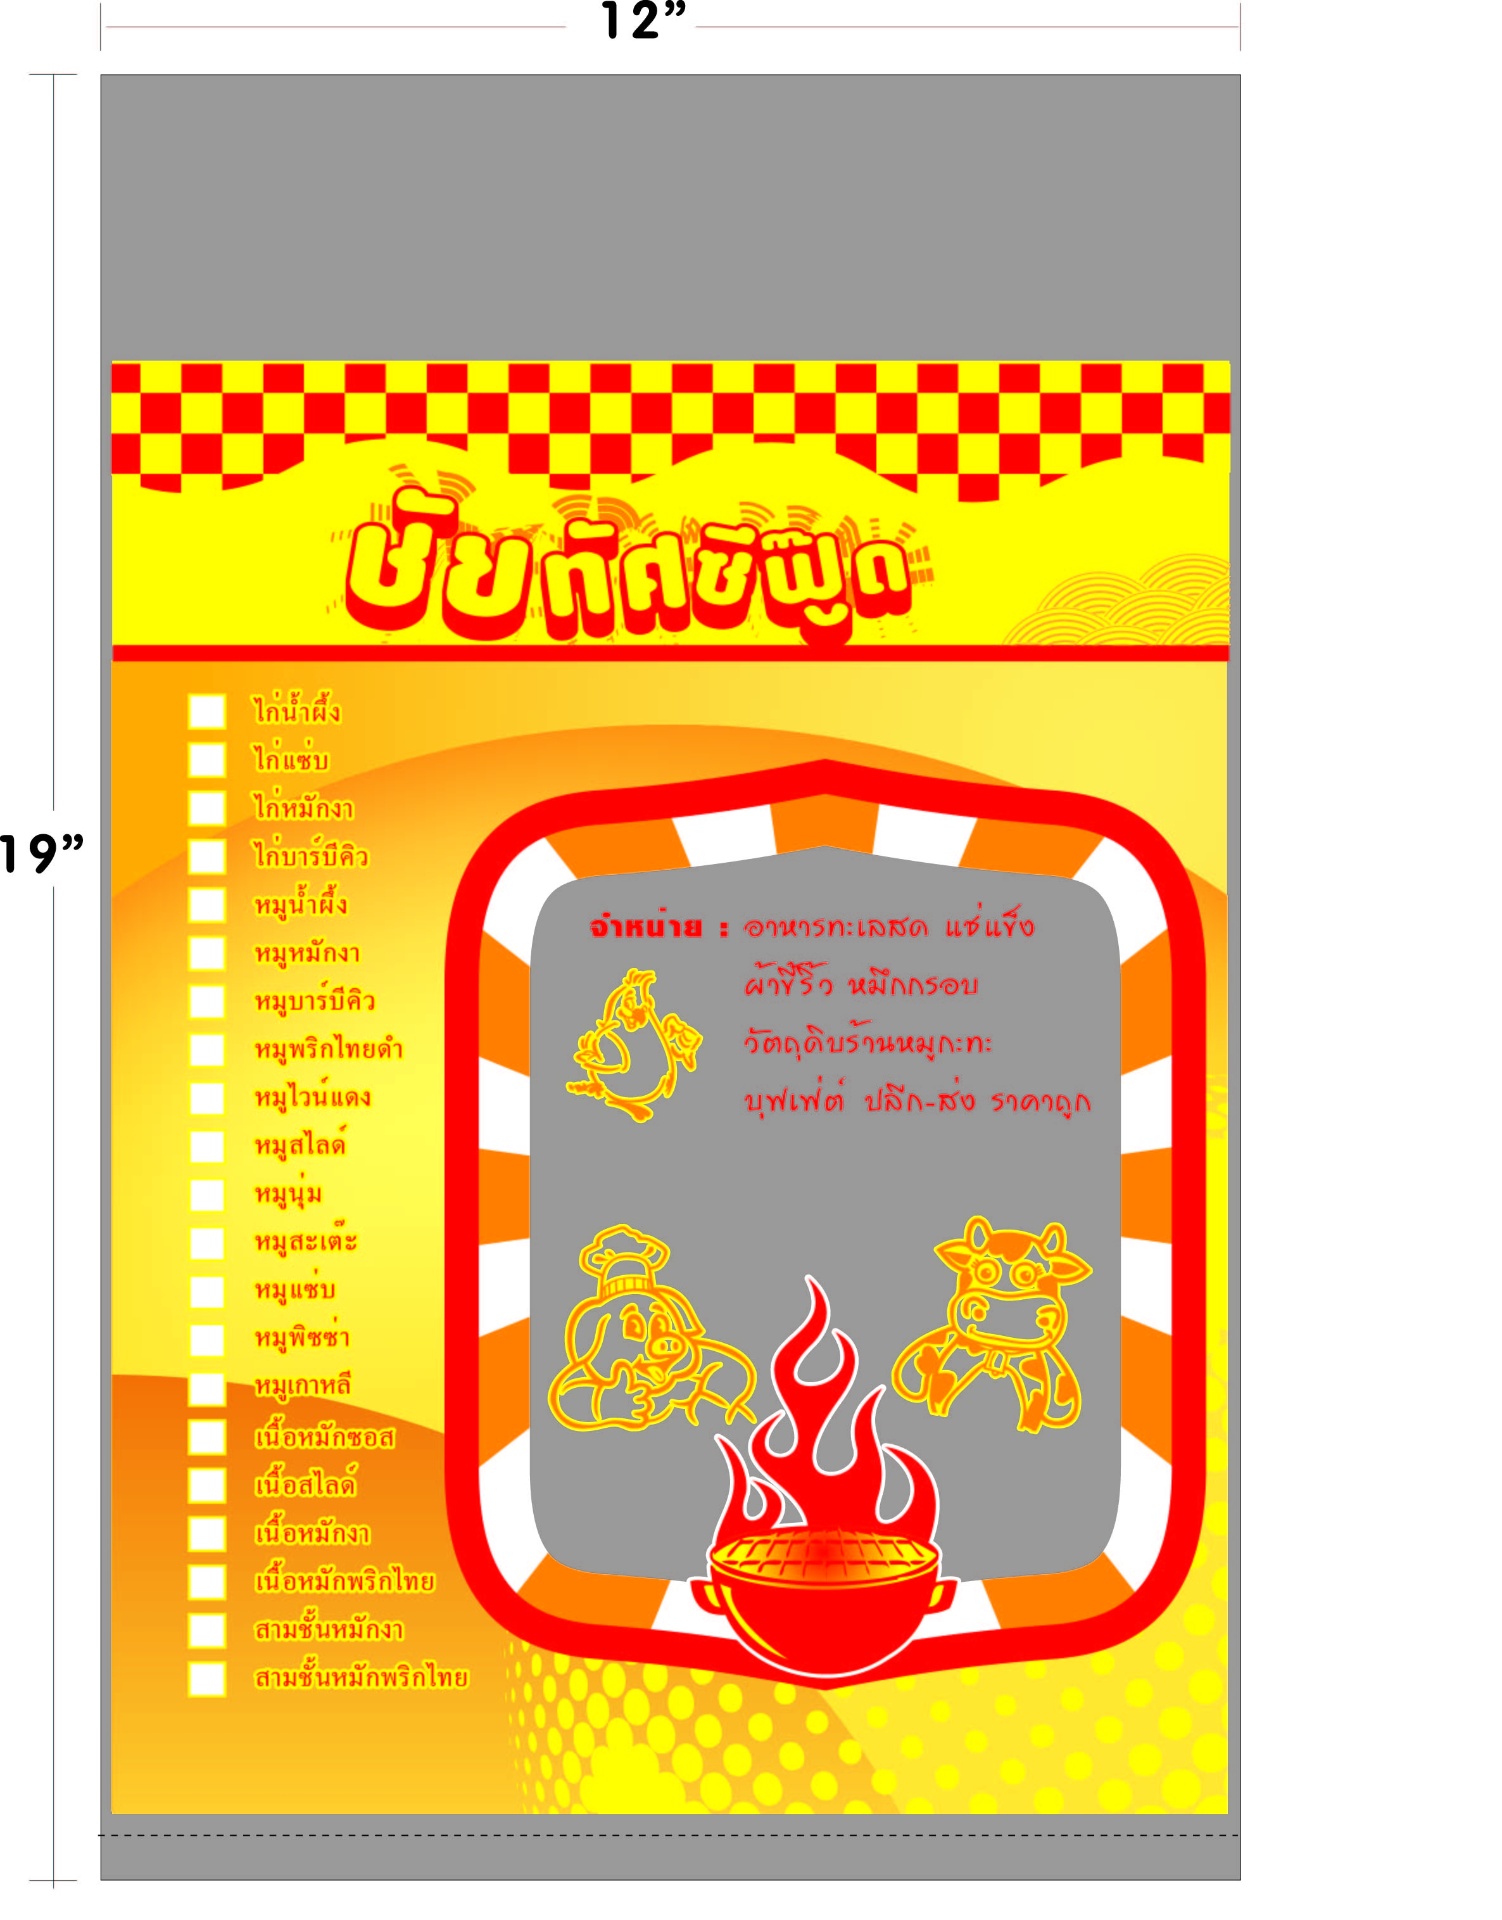 12”
19”
ชัยทัศซีฟู๊ด
ไก่น้ำผึ้ง
ไก่แซ่บ
ไก่หมักงา
ไก่บาร์บีคิว
หมูน้ำผึ้ง
หมูหมักงา
หมูบาร์บีคิว
หมูพริกไทยดำ
หมูไวน์แดง
หมูสไลด์
หมูนุ่ม
หมูสะเต๊ะ
หมูแซ่บ
หมูพิซซ่า
หมูเกาหลี
เนื้อหมักซอส
เนื้อสไลด์
เนื้อหมักงา
เนื้อหมักพริกไทย
สามชั้นหมักงา
สามชั้นหมักพริกไทย
จำหน่าย : อาหารทะเลสด แช่แข็ง
ผ้าขี้ริ้ว หมึกกรอบ
วัตถุดิบร้านหมูกะทะ
บุฟเฟ่ต์ ปลีก-ส่ง ราคาถูก